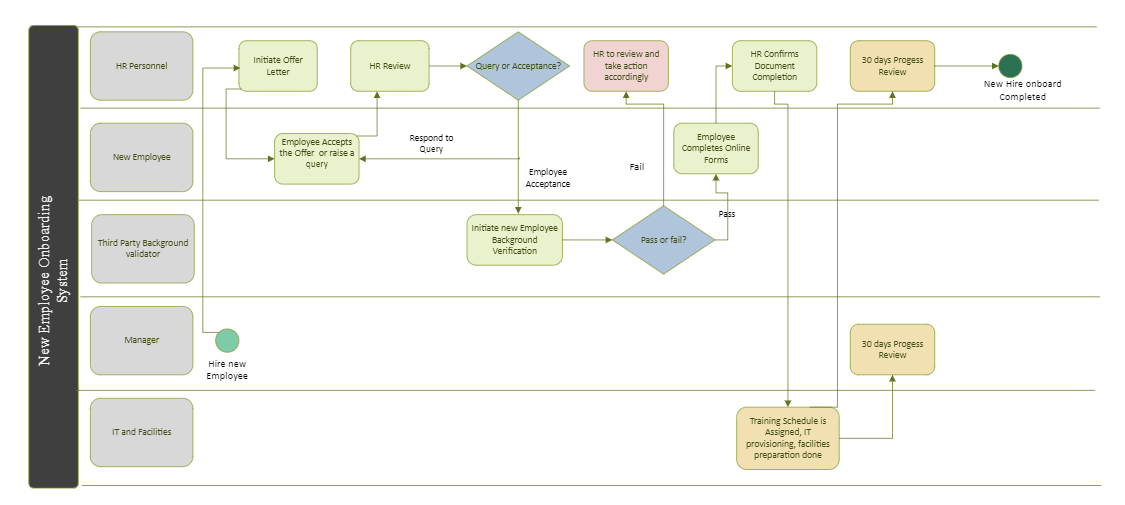 New Employee Onboarding
System
HR Personnel
Initiate Offer
Letter
HR Review
Query or Acceptance?
HR to review and
take action
accordingly
HR Confirms
Document
Completion
30 days Progess
Review
New Hire onboard
Completed
New Employee
Employee Accepts
the Offer or raise a
query
Respond to
Query
Employee
Acceptance
Fail
Employee
Completes Online
Forms
Pass
Third Party Background
validator
Initiate new Employee
Background
Verification
Pass or fail?
Manager
Hire new
Employee
30 days Progess
Review
IT and Facilities
Training Schedule is
Assigned, IT
provisioning, facilities
preparation done